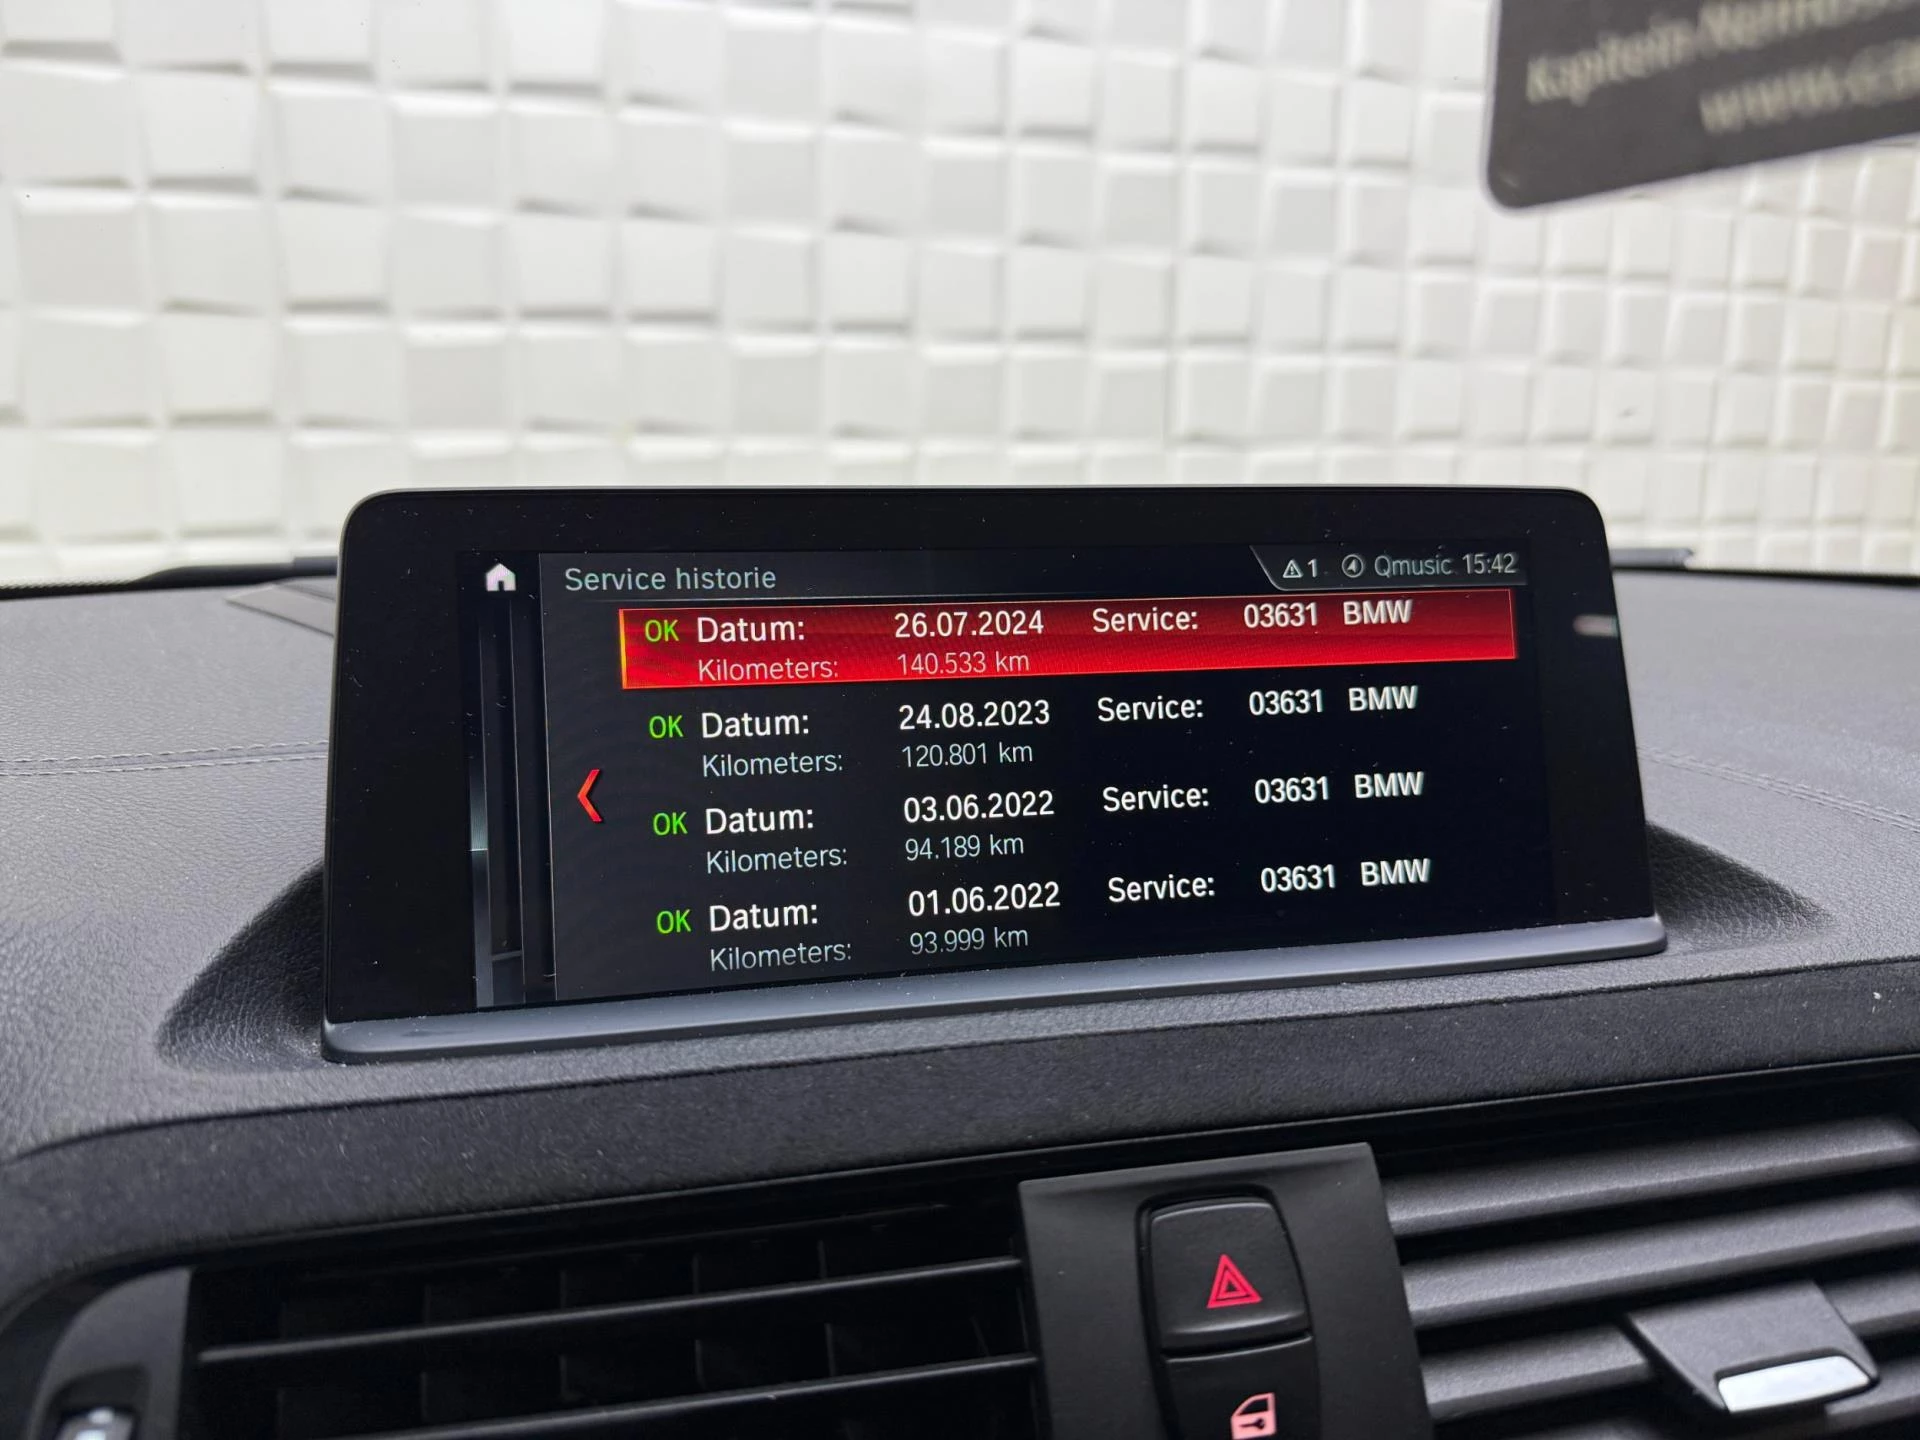 Kapitein
Service historie
1 Qmusic 15:42
OK Datum: 26.07.2024 Service: 03631 BMW
Kilometers: 140.533 km
OK Datum: 24.08.2023 Service: 03631 BMW
Kilometers: 120.801 km
OK Datum: 03.06.2022 Service: 03631 BMW
Kilometers: 94.189 km
OK Datum: 01.06.2022 Service: 03631 BMW
Kilometers: 93.999 km